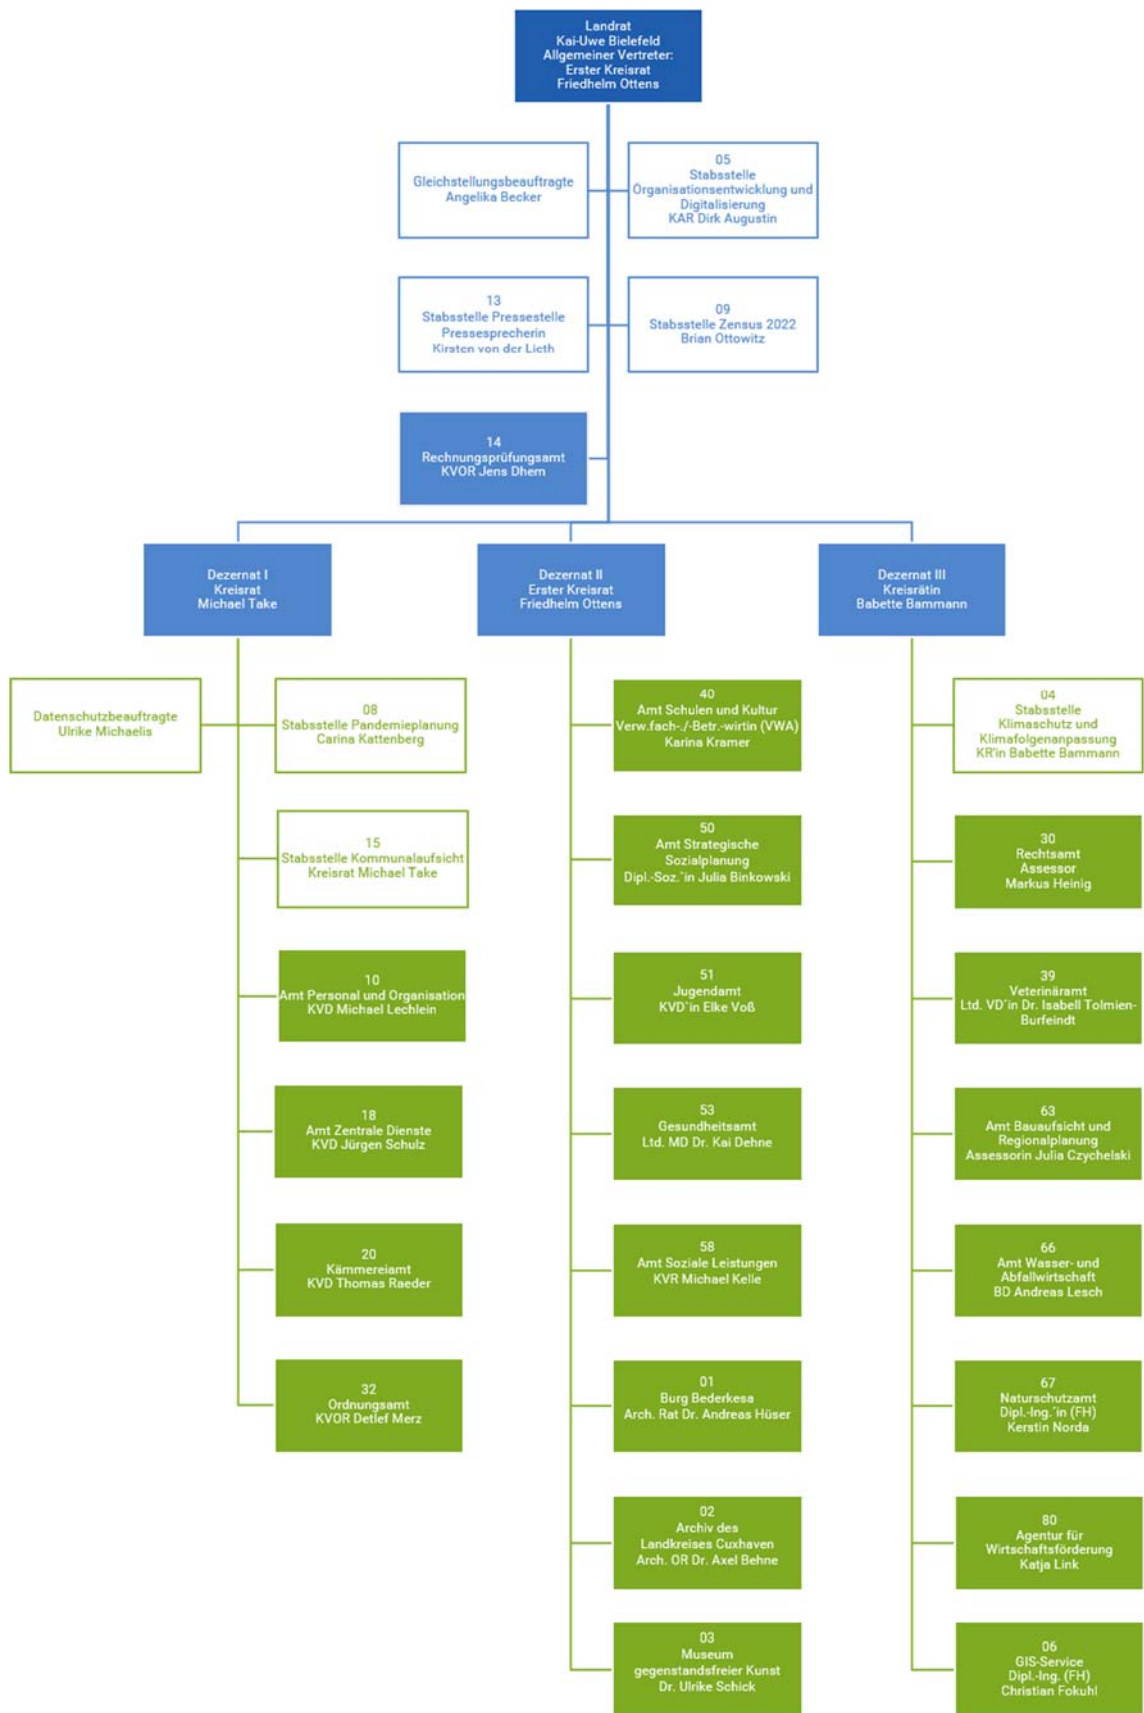 Landrat
Kai-Uwe Bielefeld
Allgemeiner Vertreter:
Erster Kreisrat
Friedhelm Ottens
Gleichstellungsbeauftragte
Angelika Becker
05
Stabsstelle
Organisationsentwicklung und
Digitalisierung
KAR Dirk Augustin
13
Stabsstelle Pressestelle
Pressesprecherin
Kirsten von der Lieth
09
Stabsstelle Zensus 2022
Brian Ottowitz
14
Rechnungsprüfungsamt
KVOR Jens Dhem
Dezernat I
Kreisrat
Michael Take
Dezernat II
Erster Kreisrat
Friedhelm Ottens
Dezernat III
Kreisrätin
Babette Bammann
Datenschutzbeauftragte
Ulrike Michaelis
08
Stabsstelle Pandemieplanung
Carina Kattenberg
15
Stabsstelle Kommunalaufsicht
Kreisrat Michael Take
10
Amt Personal und Organisation
KVD Michael Lechlein
18
Amt Zentrale Dienste
KVD Jürgen Schulz
20
Kämmereiamt
KVD Thomas Raeder
32
Ordnungsamt
KVOR Detlef Merz
40
Amt Schulen und Kultur
Verw.fach-./-Betr.-wirtin (VWA)
Karina Kramer
50
Amt Strategische
Sozialplanung
Dipl.-Soz.`in Julia Binkowski
51
Jugendamt
KVD`in Elke Voß
53
Gesundheitsamt
Ltd. MD Dr. Kai Dehne
58
Amt Soziale Leistungen
KVR Michael Kelle
01
Burg Bederkesa
Arch. Rat Dr. Andreas Hüser
02
Archiv des
Landkreises Cuxhaven
Arch. OR Dr. Axel Behne
03
Museum
gegenstandsfreier Kunst
Dr. Ulrike Schick
04
Stabsstelle
Klimaschutz und
Klimafolgenanpassung
KR'in Babette Bammann
30
Rechtsamt
Assessor
Markus Heinig
39
Veterinäramt
Ltd. VD´in Dr. Isabell Tolmien-
Burfeindt
63
Amt Bauaufsicht und
Regionalplanung
Assessorin Julia Czychelski
66
Amt Wasser- und
Abfallwirtschaft
BD Andreas Lesch
67
Naturschutzamt
Dipl.-Ing.´in (FH)
Kerstin Norda
80
Agentur für
Wirtschaftsförderung
Katja Link
06
GIS-Service
Dipl.-Ing. (FH)
Christian Fokuhl